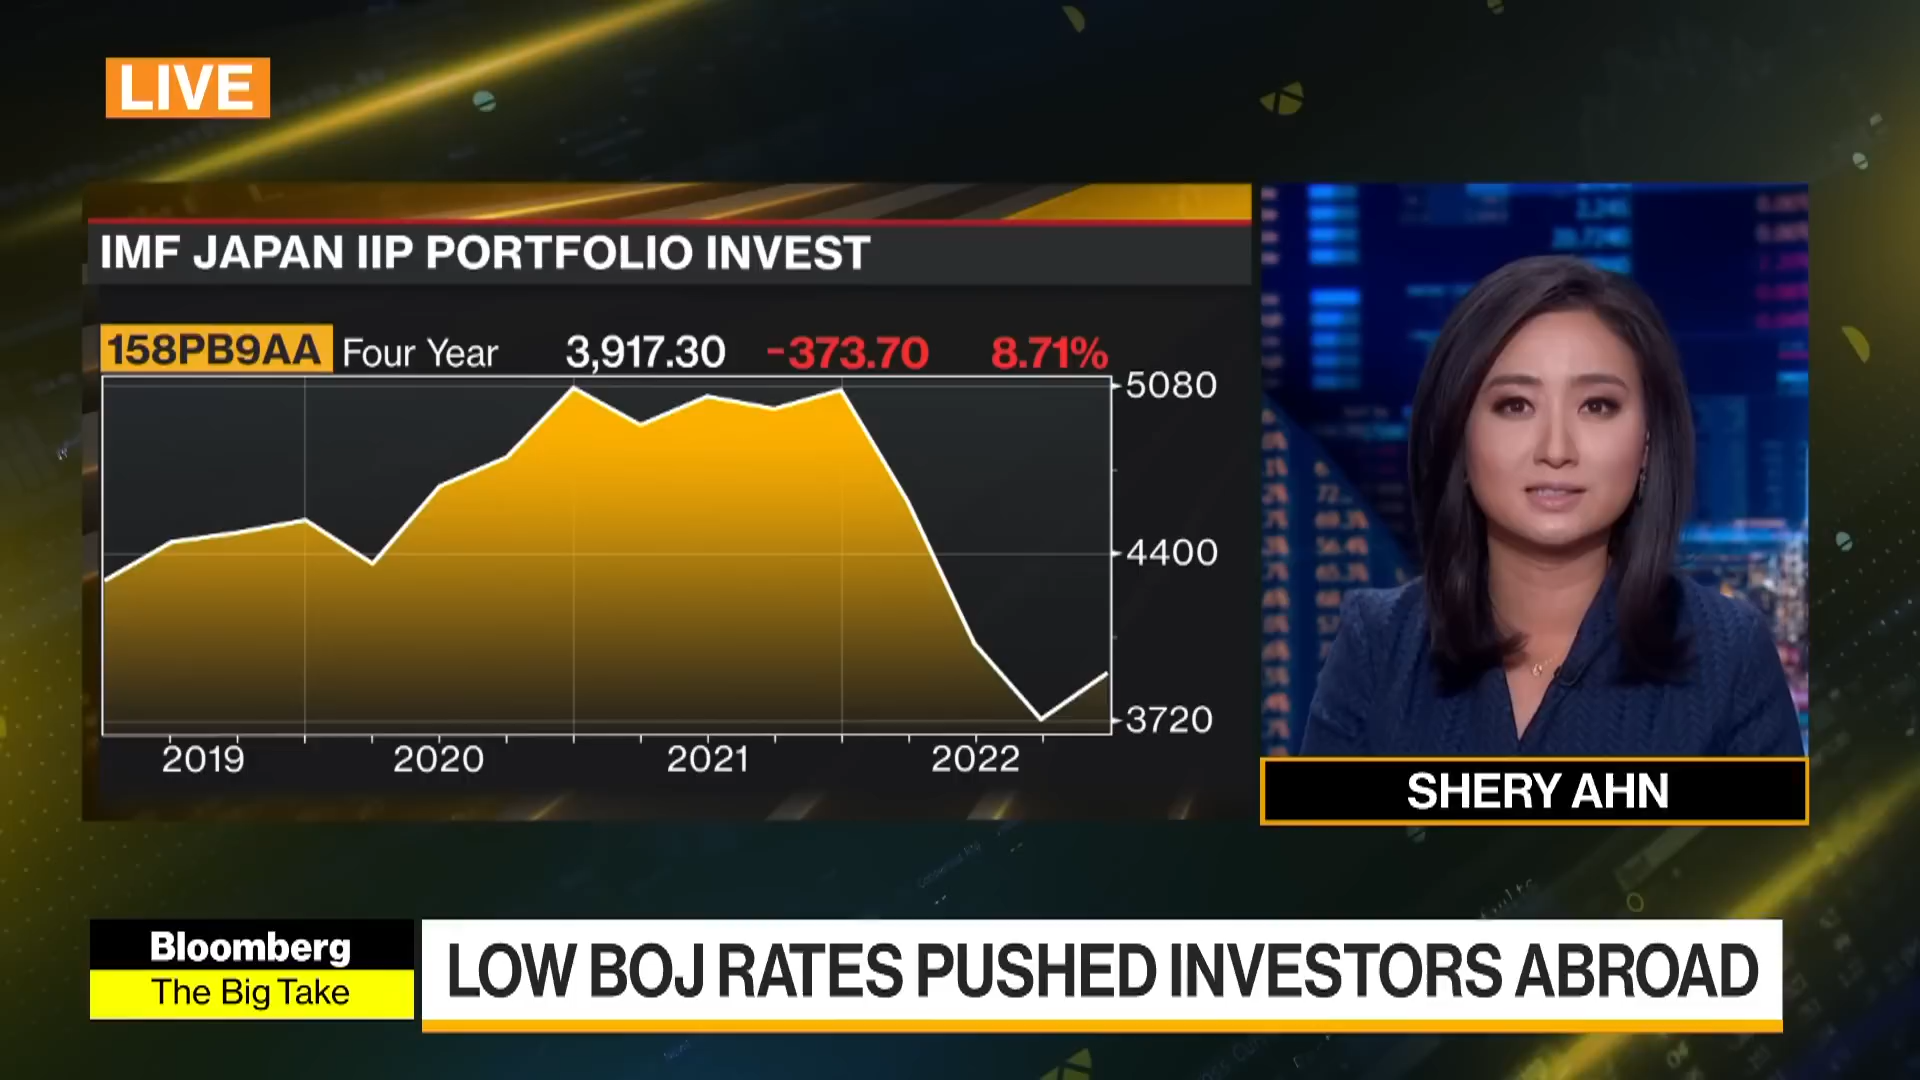 LIVE
IMF JAPAN IIP PORTFOLIO INVEST
158PB9AA Four Year 3,917.30 -373.70 8.71%
5080
4400
3720
2019 2020 2021 2022
SHERY AHN
Bloomberg
The Big Take
LOW BOJ RATES PUSHED INVESTORS ABROAD